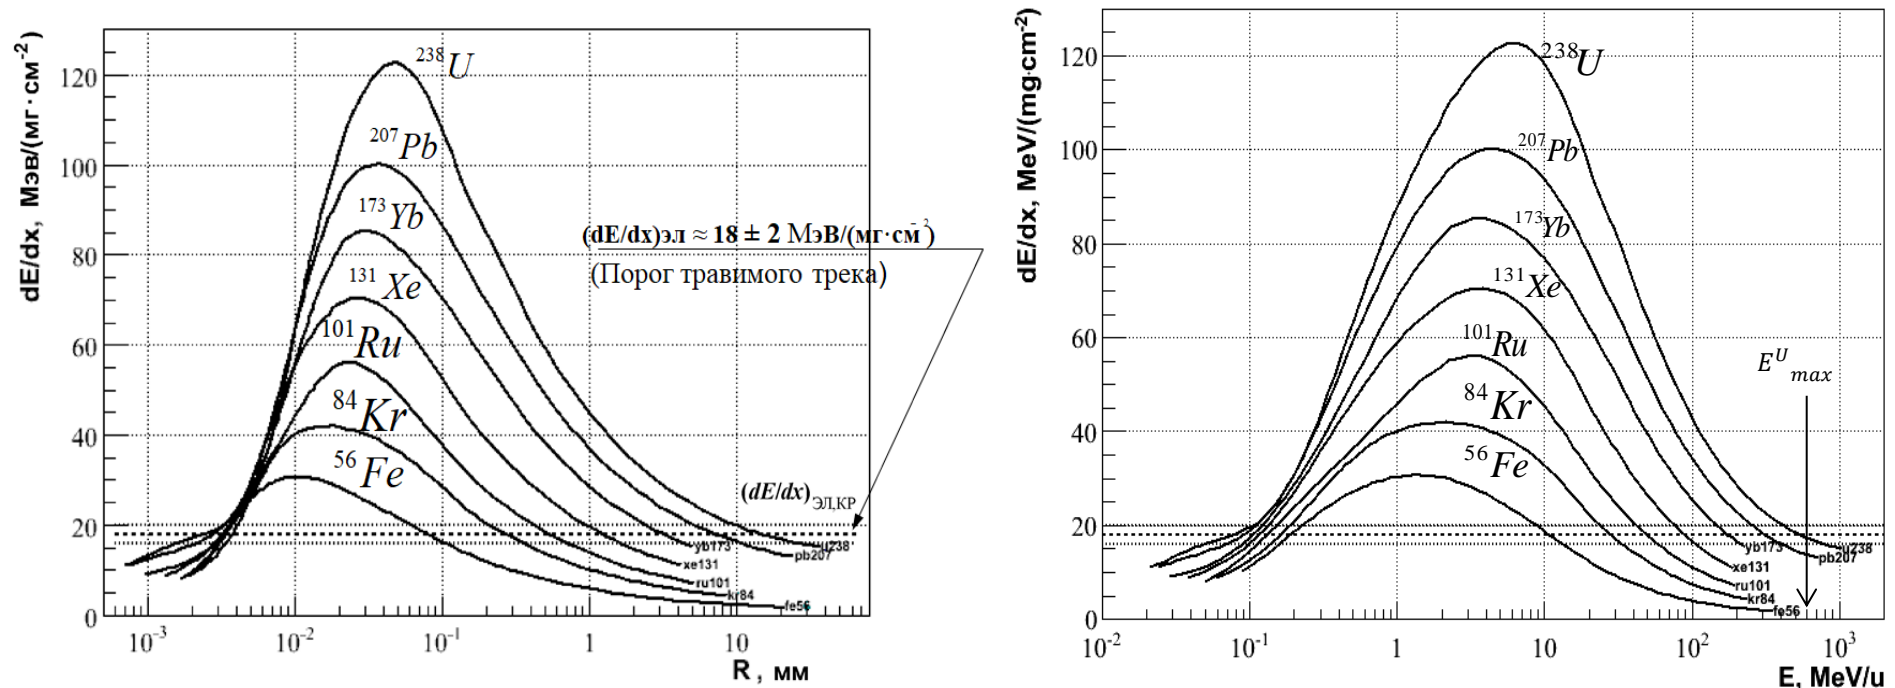 dE/dx, Мэв/(мг·см⁻²)
120
100
80
60
40
20
0
²³⁸U
²⁰⁷Pb
¹⁷³Yb
¹³¹Xe
¹⁰¹Ru
⁸⁴Kr
⁵⁶Fe
(dE/dx)эл ≈ 18 ± 2 МэВ/(мг·см⁻²)
(Порог травимого трека)
(dE/dx)ЭЛ,КР
yb173
u238
pb207
xe131
ru101
kr84
fe56
10⁻³ 10⁻² 10⁻¹ 1 10
R , мм
dE/dx, MeV/(mg·cm⁻²)
120
100
80
60
40
20
0
²³⁸U
²⁰⁷Pb
¹⁷³Yb
¹³¹Xe
¹⁰¹Ru
⁸⁴Kr
⁵⁶Fe
Eᵁmax
yb173
u238
pb207
xe131
ru101
kr84
fe56
10⁻² 10⁻¹ 1 10 10² 10³
E, MeV/u